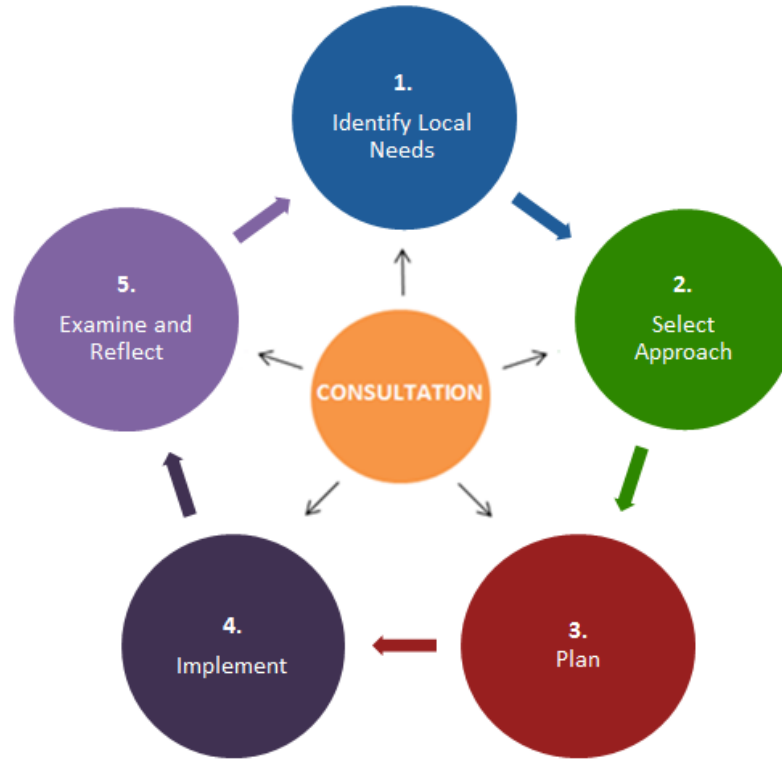 1.
Identify Local
Needs
2.
Select
Approach
3.
Plan
4.
Implement
5.
Examine and
Reflect
CONSULTATION